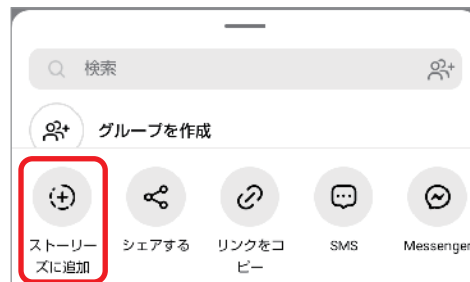 検索
グループを作成
ストーリー
ズに追加
シェアする
リンクをコ
ピー
SMS
Messenger